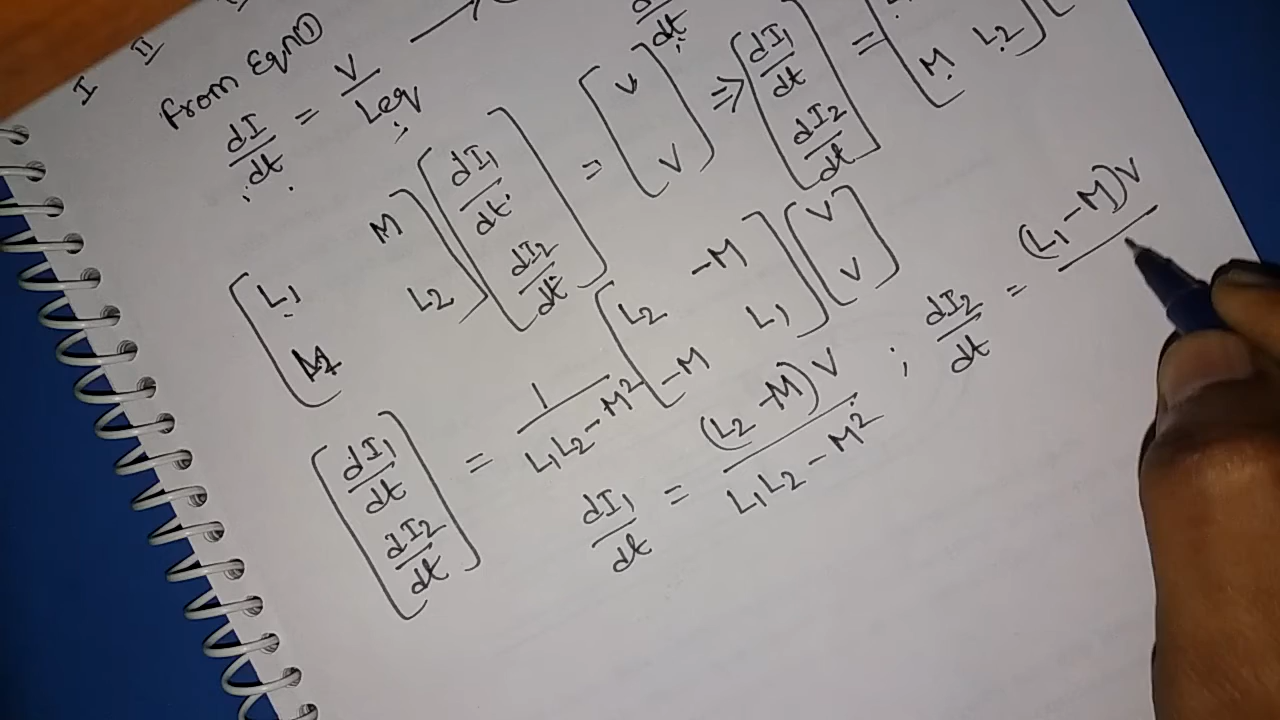 I II
From Eqn①
dI/dt = V/Leq
[L1 M; M L2] [dI1/dt; dI2/dt] = [V; V] ⇒ [dI1/dt; dI2/dt] = [M L2]
[dI1/dt; dI2/dt] = 1/(L1L2-M²) [L2 -M; -M L1] [V; V]
dI1/dt = (L2-M)V/(L1L2-M²) ; dI2/dt = (L1-M)V